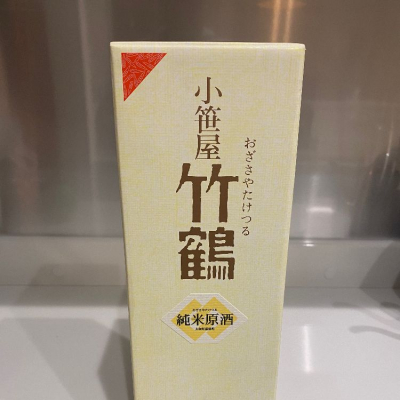 小笹屋
竹鶴
おざさやたけつる
純米原酒